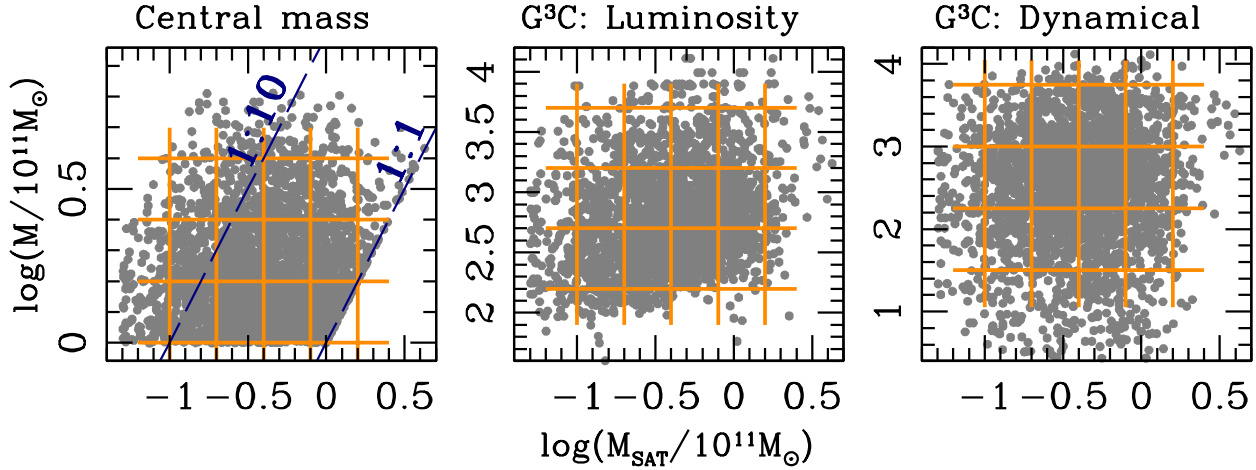 Central mass
G³C: Luminosity
G³C: Dynamical
log(M/10¹¹M☉)
0.5
0
1:10
1:1
4
3.5
3
2.5
2
4
3
2
1
−1 −0.5 0 0.5
−1 −0.5 0 0.5
−1 −0.5 0 0.5
log(M_SAT/10¹¹M☉)